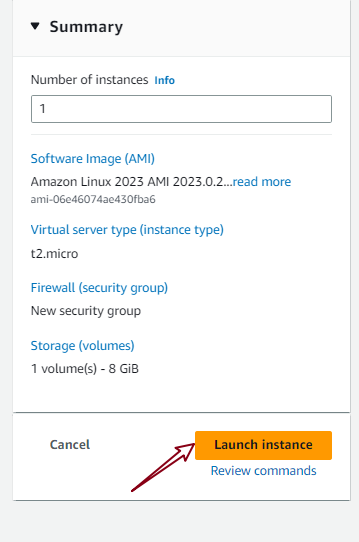 Summary
Number of instances Info
1
Software Image (AMI)
Amazon Linux 2023 AMI 2023.0.2...read more
ami-06e46074ae430fba6
Virtual server type (instance type)
t2.micro
Firewall (security group)
New security group
Storage (volumes)
1 volume(s) - 8 GiB
Cancel
Launch instance
Review commands